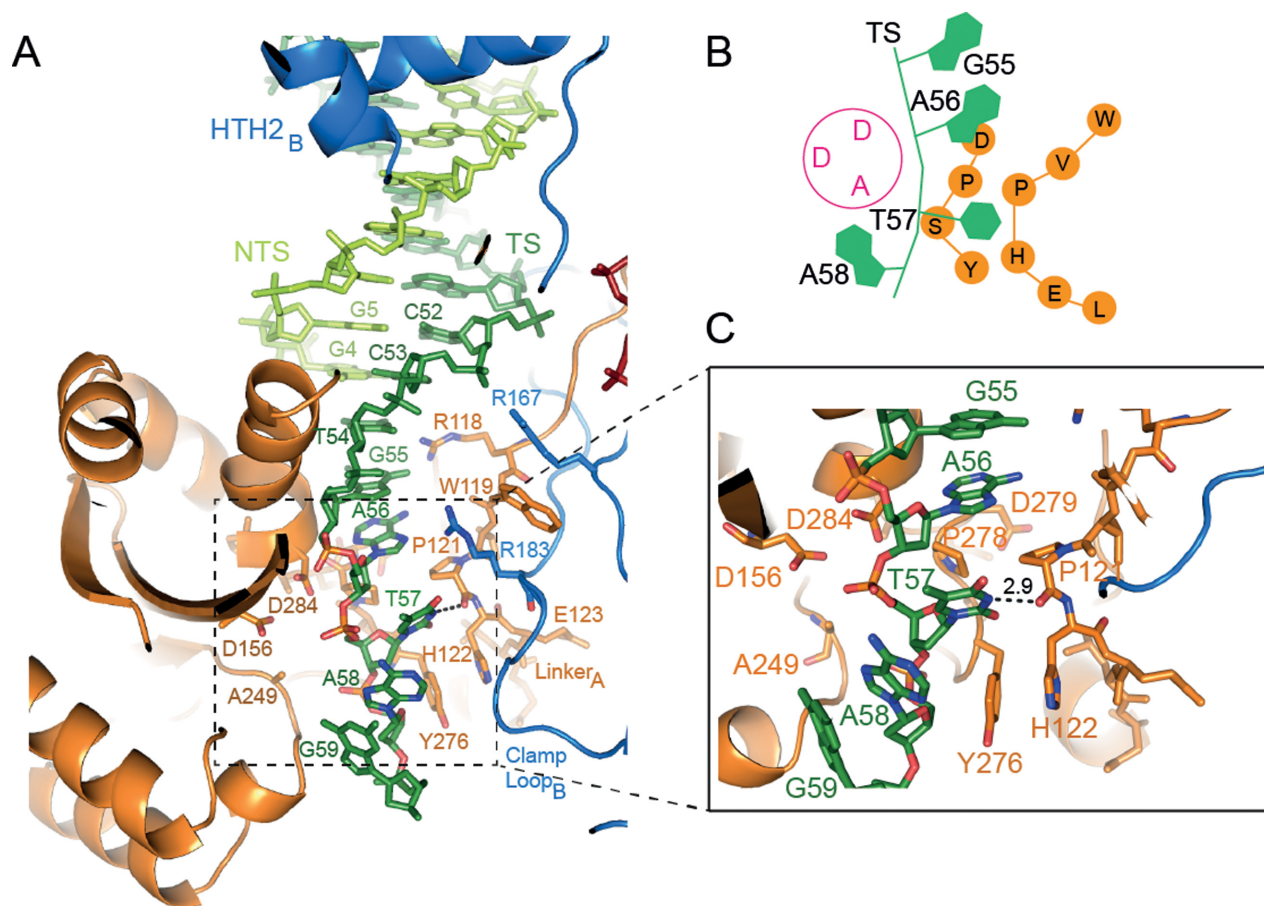 A
HTH2B
NTS
TS
G5
C52
G4
C53
R167
T54
R118
G55
W119
A56
P121
R183
D284
T57
E123
D156
H122
LinkerA
A58
A249
Y276
G59
Clamp
LoopB
B
TS
G55
A56
D
D
A
D
P
S
Y
W
V
P
H
E
L
T57
A58
C
G55
A56
D279
D284
P278
D156
T57
2.9
P121
A249
A58
H122
Y276
G59